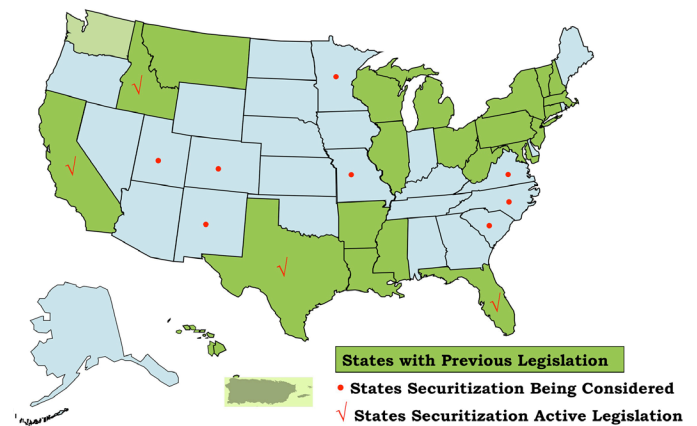 States with Previous Legislation
States Securitization Being Considered
√ States Securitization Active Legislation